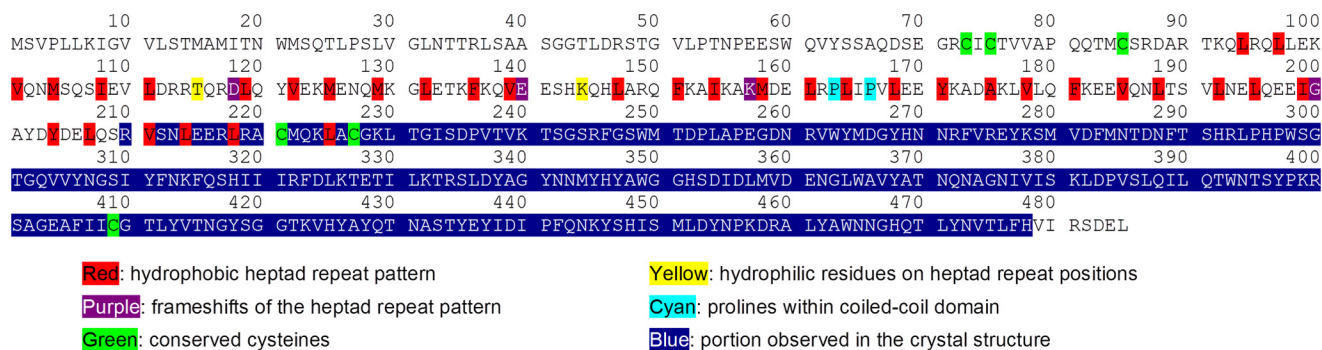 10 20 30 40 50 60 70 80 90 100
MSVPLLKIGV VLSTMAMITN WMSQTLPSLV GLNTTRLSAA SGGTLDRSTG VLPTNPEESW QVYSSAQDSE GRCICTVVAP QQTMCSRDAR TKQLRQLLEK
110 120 130 140 150 160 170 180 190 200
VQNMSQSIEV LDRRTQRDLQ YVEKMENQMK GLETKFKQVE ESHKQHLARQ FKAIKAKMDE LRPLIPVLEE YKADAKLVLQ FKEEVQNLTS VLNELQEEIG
210 220 230 240 250 260 270 280 290 300
AYDYDELQSR VSNLEERLRA CMQKLACGKL TGISDPVTVK TSGSRFGSWM TDPLAPEGDN RVWYMDGYHN NRFVREYKSM VDFMNTDNFT SHRLPHPWSG
310 320 330 340 350 360 370 380 390 400
TGQVVYNGSI YFNKFQSHII IRFDLKTETI LKTRSLDYAG YNNMYHYAWG GHSDIDLMVD ENGLWAVYAT NQNAGNIVIS KLDPVSLQIL QTWNTSYPKR
410 420 430 440 450 460 470 480
SAGEAFIICG TLYVTNGYSG GTKVHYAYQT NASTYEYIDI PFQNKYSHIS MLDYNPKDRA LYAWNNGHQT LYNVTLFHVI RSDEL
Red: hydrophobic heptad repeat pattern
Yellow: hydrophilic residues on heptad repeat positions
Purple: frameshifts of the heptad repeat pattern
Cyan: prolines within coiled-coil domain
Green: conserved cysteines
Blue: portion observed in the crystal structure